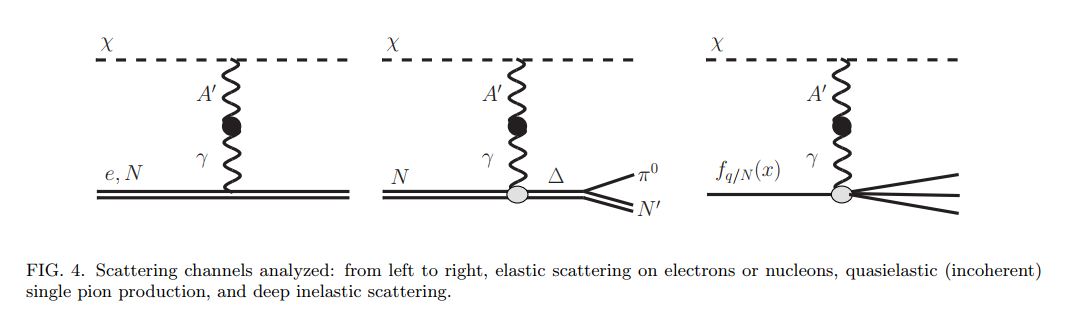 χ χ χ
A′ A′ A′
γ γ γ
e, N N Δ π⁰ f_{q/N}(x)
N′
FIG. 4. Scattering channels analyzed: from left to right, elastic scattering on electrons or nucleons, quasielastic (incoherent)
single pion production, and deep inelastic scattering.